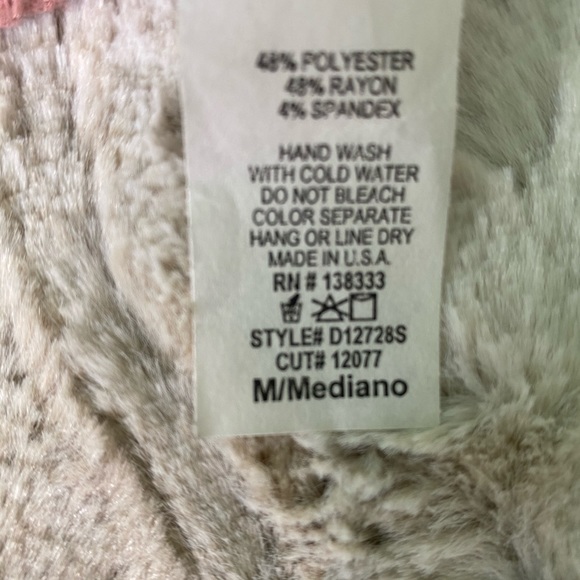 48% POLYESTER
48% RAYON
4% SPANDEX
HAND WASH
WITH COLD WATER
DO NOT BLEACH
COLOR SEPARATE
HANG OR LINE DRY
MADE IN U.S.A.
RN # 138333
STYLE# D12728S
CUT# 12077
M/Mediano